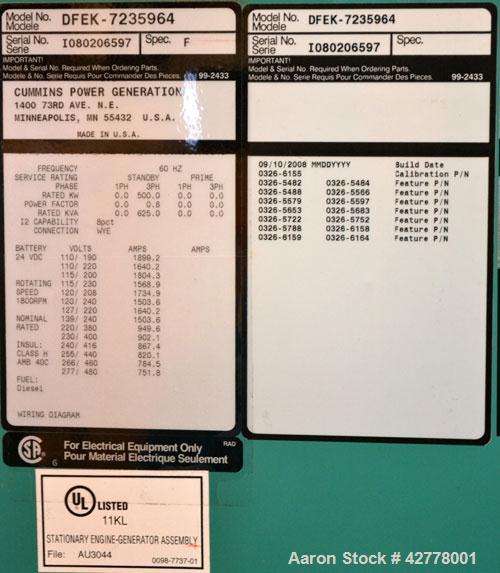 Model No. DFEK-7235964
Modele
Serial No. I080206597 Spec. F
Serie
IMPORTANT!
Model & Serial No. Required When Ordering Parts.
Modele & No. Serie Requis Pour Commander Des Pieces. 99-2433
CUMMINS POWER GENERATION
1400 73RD AVE. N.E.
MINNEAPOLIS, MN 55432 U.S.A.
MADE IN U.S.A.
FREQUENCY 60 HZ
SERVICE RATING STANDBY PRIME
PHASE 1PH 3PH 1PH 3PH
RATED KW 0.0 500.0 0.0 0.0
POWER FACTOR 0.0 0.8 0.0 0.0
RATED KVA 0.0 625.0 0.0 0.0
I2 CAPABILITY 8pct
CONNECTION WYE
BATTERY VOLTS AMPS AMPS
24 VDC 110/ 190 1899.2
110/ 220 1640.2
115/ 200 1804.3
ROTATING 115/ 230 1568.9
SPEED 120/ 208 1734.9
1800RPM 120/ 240 1503.6
127/ 220 1640.2
NOMINAL 139/ 240 1503.6
RATED 220/ 380 949.6
230/ 400 902.1
INSUL: 240/ 416 867.4
CLASS H 255/ 440 820.1
AMB 40C 266/ 460 784.5
277/ 480 751.8
FUEL:
Diesel
WIRING DIAGRAM
SA For Electrical Equipment Only RAD
Pour Material Electrique Seulement
6
UL LISTED
11KL
STATIONARY ENGINE-GENERATOR ASSEMBLY
File: AU3044 0098-7737-01
Model No. DFEK-7235964
Modele
Serial No. I080206597 Spec.
Serie
IMPORTANT!
Model & Serial No. Required When Ordering Parts.
Modele & No. Serie Requis Pour Commander Des Pieces. 99-2433
09/10/2008 MMDDYYYY Build Date
0326-6155 Calibration P/N
0326-5482 0326-5484 Feature P/N
0326-5488 0326-5566 Feature P/N
0326-5579 0326-5597 Feature P/N
0326-5653 0326-5683 Feature P/N
0326-5722 0326-5752 Feature P/N
0326-5788 0326-6158 Feature P/N
0326-6159 0326-6164 Feature P/N
Aaron Stock # 42778001